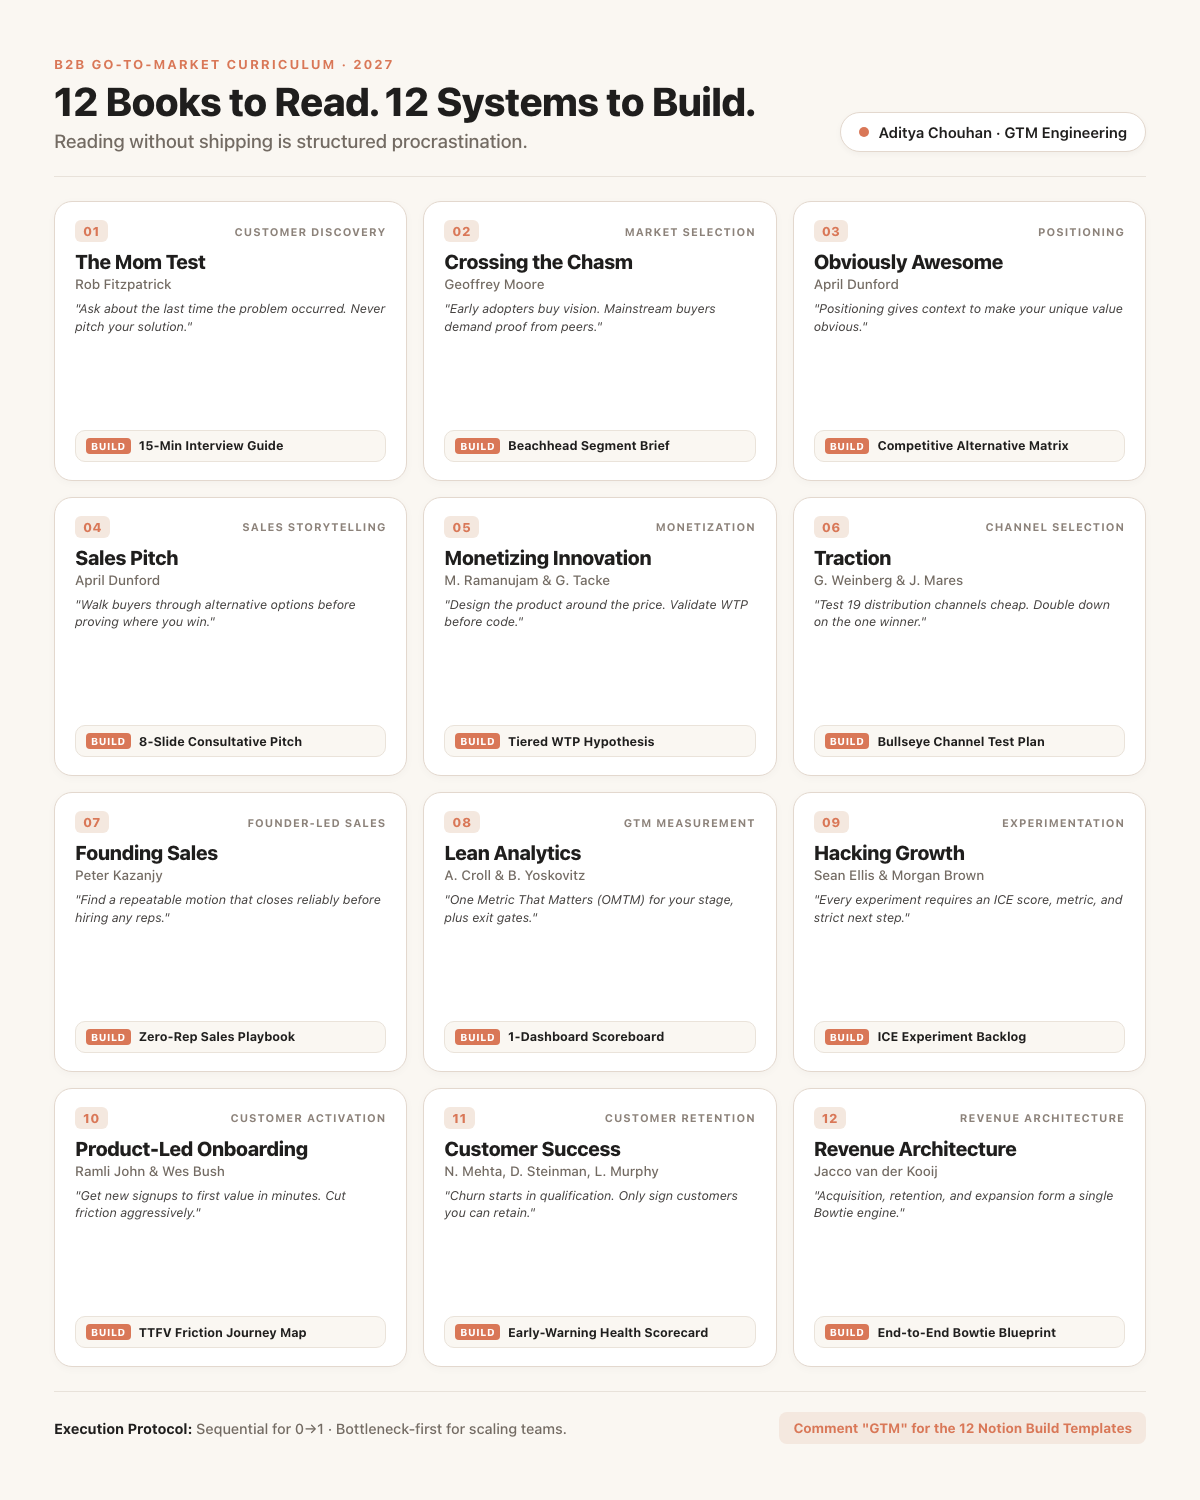 B2B GO-TO-MARKET CURRICULUM · 2027
12 Books to Read. 12 Systems to Build.
Reading without shipping is structured procrastination.
Aditya Chouhan · GTM Engineering
01
CUSTOMER DISCOVERY
The Mom Test
Rob Fitzpatrick
"Ask about the last time the problem occurred. Never
pitch your solution."
BUILD 15-Min Interview Guide
02
MARKET SELECTION
Crossing the Chasm
Geoffrey Moore
"Early adopters buy vision. Mainstream buyers
demand proof from peers."
BUILD Beachhead Segment Brief
03
POSITIONING
Obviously Awesome
April Dunford
"Positioning gives context to make your unique value
obvious."
BUILD Competitive Alternative Matrix
04
SALES STORYTELLING
Sales Pitch
April Dunford
"Walk buyers through alternative options before
proving where you win."
BUILD 8-Slide Consultative Pitch
05
MONETIZATION
Monetizing Innovation
M. Ramanujam & G. Tacke
"Design the product around the price. Validate WTP
before code."
BUILD Tiered WTP Hypothesis
06
CHANNEL SELECTION
Traction
G. Weinberg & J. Mares
"Test 19 distribution channels cheap. Double down
on the one winner."
BUILD Bullseye Channel Test Plan
07
FOUNDER-LED SALES
Founding Sales
Peter Kazanjy
"Find a repeatable motion that closes reliably before
hiring any reps."
BUILD Zero-Rep Sales Playbook
08
GTM MEASUREMENT
Lean Analytics
A. Croll & B. Yoskovitz
"One Metric That Matters (OMTM) for your stage,
plus exit gates."
BUILD 1-Dashboard Scoreboard
09
EXPERIMENTATION
Hacking Growth
Sean Ellis & Morgan Brown
"Every experiment requires an ICE score, metric, and
strict next step."
BUILD ICE Experiment Backlog
10
CUSTOMER ACTIVATION
Product-Led Onboarding
Ramli John & Wes Bush
"Get new signups to first value in minutes. Cut
friction aggressively."
BUILD TTFV Friction Journey Map
11
CUSTOMER RETENTION
Customer Success
N. Mehta, D. Steinman, L. Murphy
"Churn starts in qualification. Only sign customers
you can retain."
BUILD Early-Warning Health Scorecard
12
REVENUE ARCHITECTURE
Revenue Architecture
Jacco van der Kooij
"Acquisition, retention, and expansion form a single
Bowtie engine."
BUILD End-to-End Bowtie Blueprint
Execution Protocol: Sequential for 0→1 · Bottleneck-first for scaling teams.
Comment "GTM" for the 12 Notion Build Templates